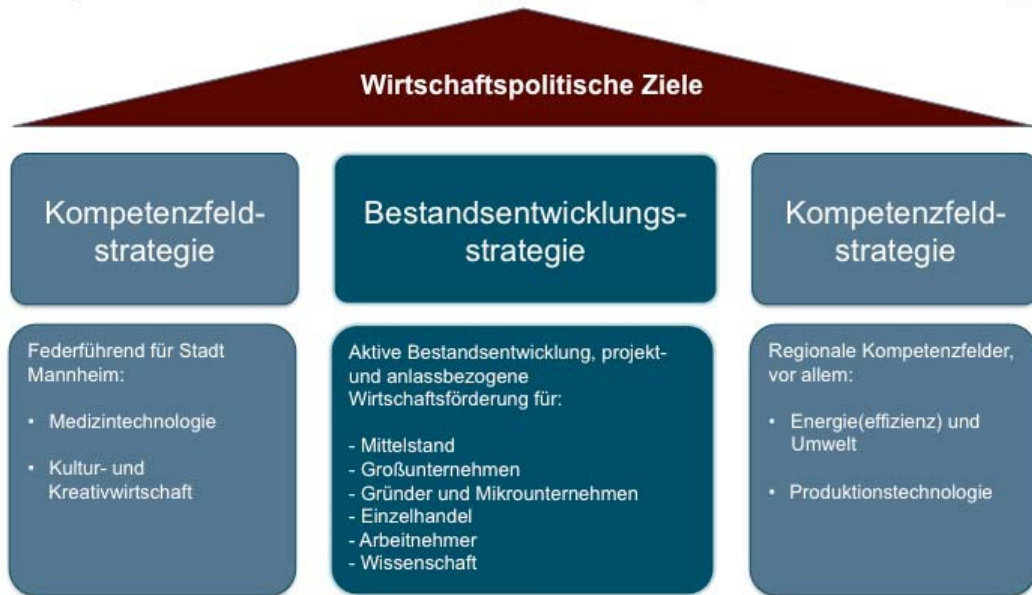 Wirtschaftspolitische Ziele
Kompetenzfeld-
strategie
Bestandsentwicklungs-
strategie
Kompetenzfeld-
strategie
Federführend für Stadt
Mannheim:
• Medizintechnologie
• Kultur- und
Kreativwirtschaft
Aktive Bestandsentwicklung, projekt-
und anlassbezogene
Wirtschaftsförderung für:
- Mittelstand
- Großunternehmen
- Gründer und Mikrounternehmen
- Einzelhandel
- Arbeitnehmer
- Wissenschaft
Regionale Kompetenzfelder,
vor allem:
• Energie(effizienz) und
Umwelt
• Produktionstechnologie